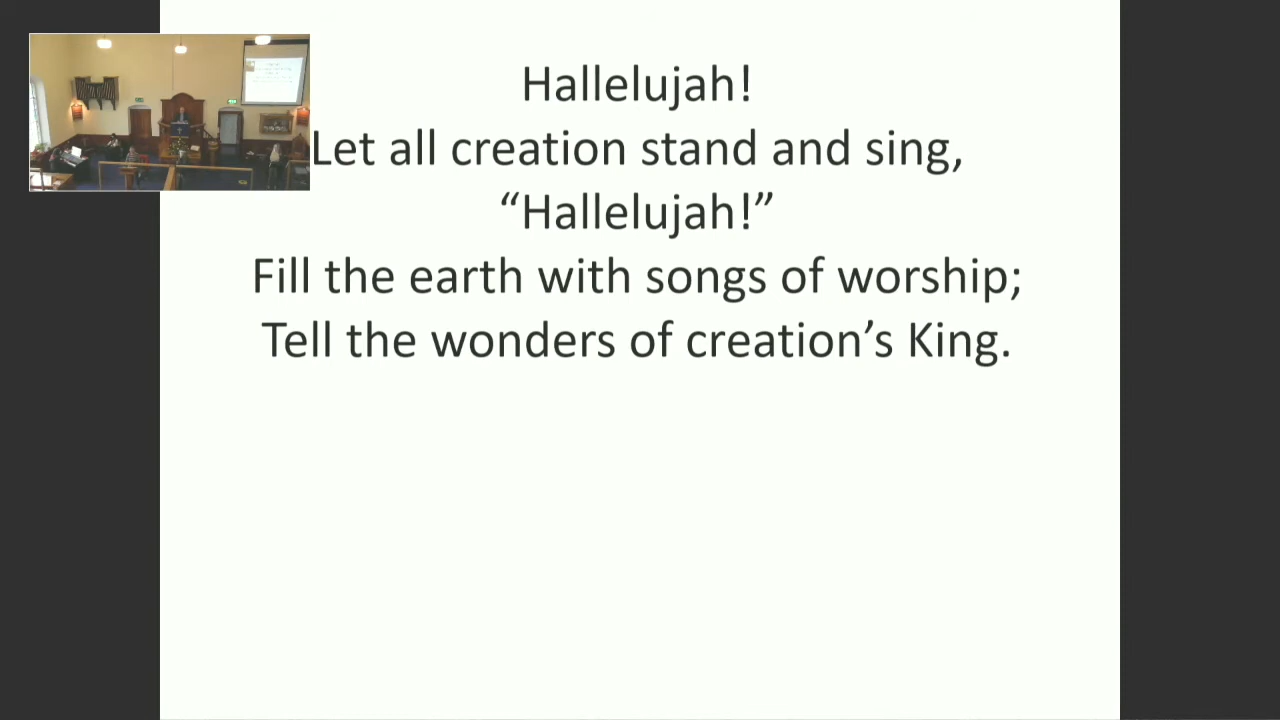 Hallelujah!
Let all creation stand and sing,
“Hallelujah!”
Fill the earth with songs of worship;
Tell the wonders of creation’s King.